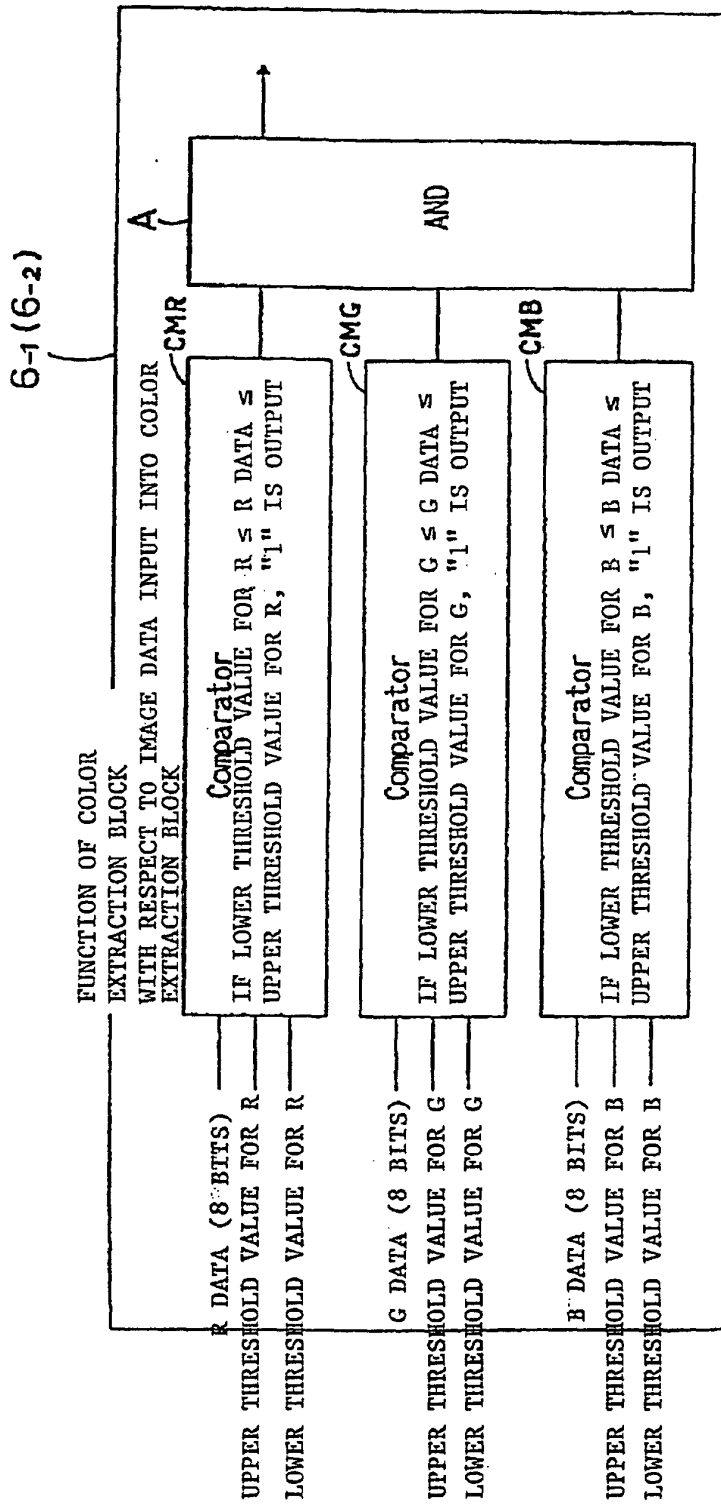 6-1 (6-2)
FUNCTION OF COLOR
EXTRACTION BLOCK
WITH RESPECT TO IMAGE DATA INPUT INTO COLOR
EXTRACTION BLOCK
A
CMR
R DATA (8 BITS)
UPPER THRESHOLD VALUE FOR R
LOWER THRESHOLD VALUE FOR R
Comparator
IF LOWER THRESHOLD VALUE FOR R ≤ R DATA ≤
UPPER THRESHOLD VALUE FOR R, "1" IS OUTPUT
AND
CMG
G DATA (8 BITS)
UPPER THRESHOLD VALUE FOR G
LOWER THRESHOLD VALUE FOR G
Comparator
IF LOWER THRESHOLD VALUE FOR G ≤ G DATA ≤
UPPER THRESHOLD VALUE FOR G, "1" IS OUTPUT
CMB
B DATA (8 BITS)
UPPER THRESHOLD VALUE FOR B
LOWER THRESHOLD VALUE FOR B
Comparator
IF LOWER THRESHOLD VALUE FOR B ≤ B DATA ≤
UPPER THRESHOLD VALUE FOR B, "1" IS OUTPUT